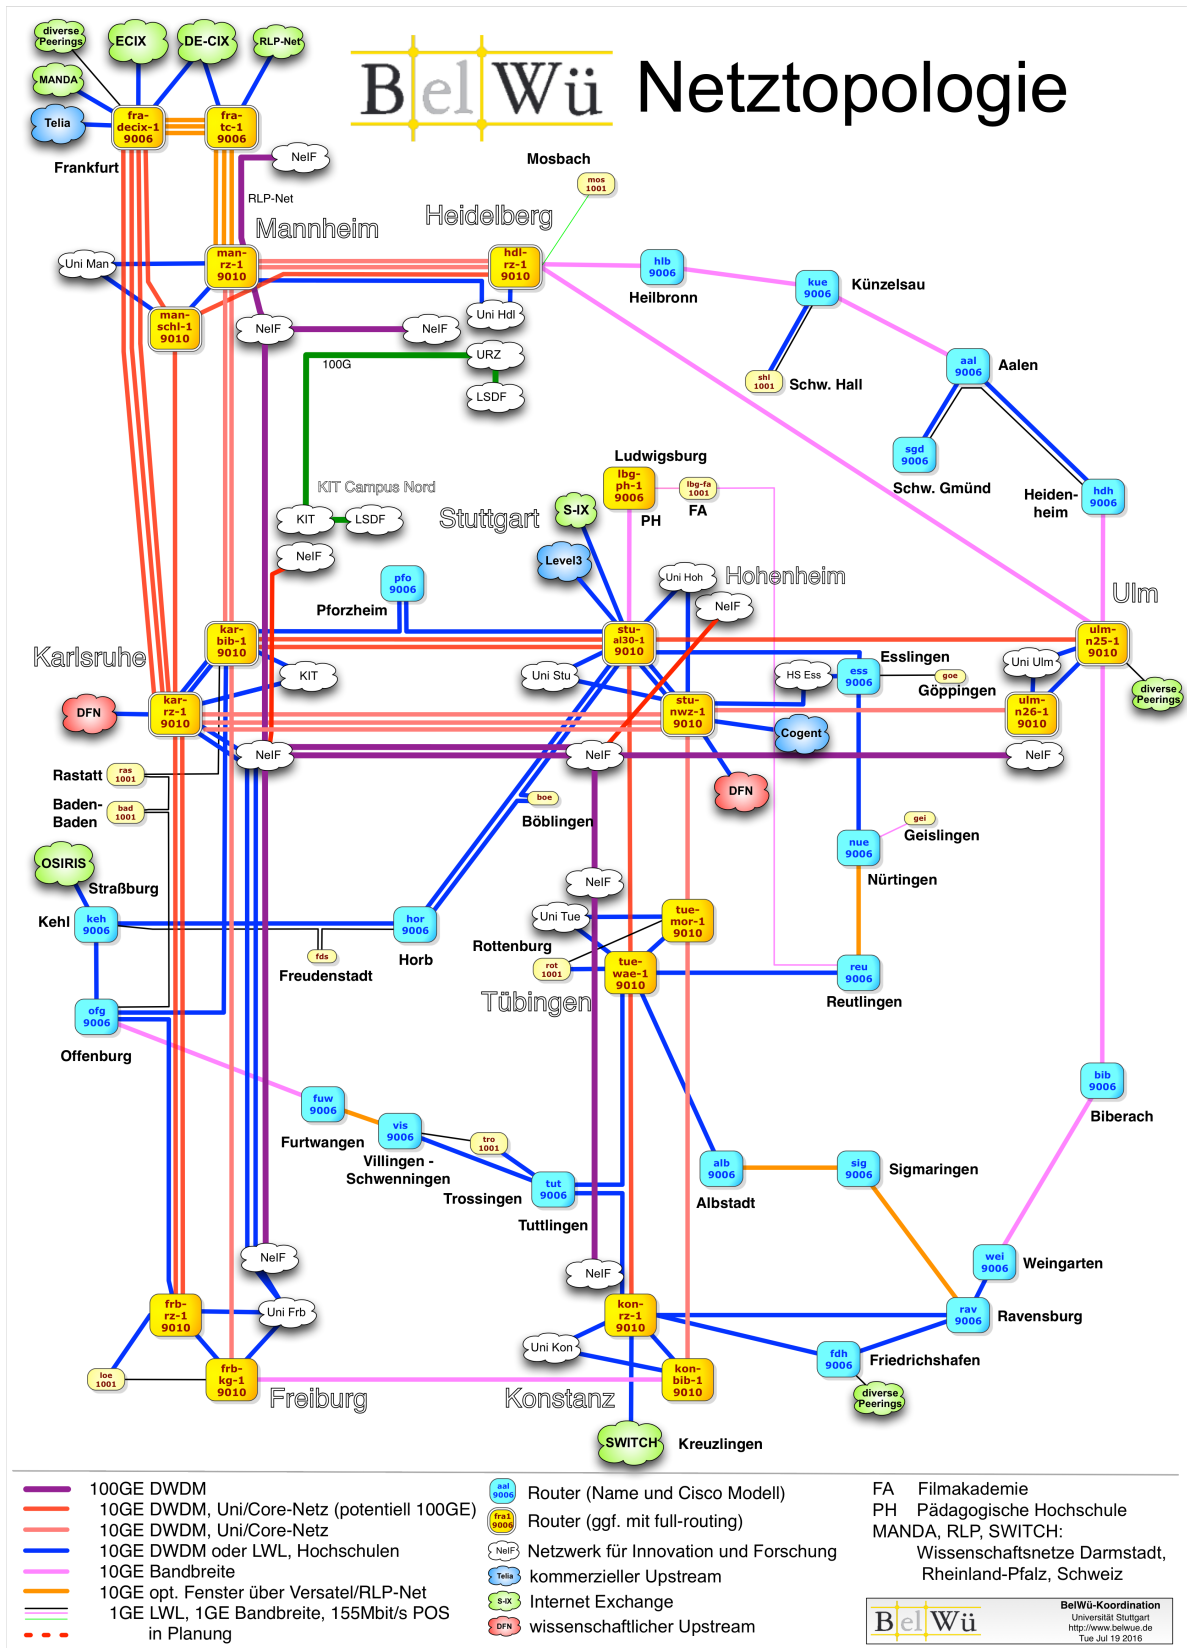 BelWü
Netztopologie
diverse
Peerings
ECIX
DE-CIX
RLP-Net
MANDA
Telia
fra-
decix-1
9006
fra-
tc-1
9006
Frankfurt
NeIF
RLP-Net
Mosbach
mos
1001
Mannheim
Heidelberg
Uni Man
man-
rz-1
9010
hdl-
rz-1
9010
hlb
9006
Heilbronn
kue
9006
Künzelsau
man-
schl-1
9010
NeIF
NeIF
Uni Hdl
100G
URZ
LSDF
shl
1001
Schw. Hall
aal
9006
Aalen
sgd
9006
Schw. Gmünd
Heiden-
heim
hdh
9006
Ludwigsburg
lbg-
ph-1
9006
PH
lbg-fa
1001
FA
KIT Campus Nord
KIT
LSDF
NeIF
Stuttgart
S-IX
Level3
Uni Hoh
Hohenheim
NeIF
Ulm
pfo
9006
Pforzheim
Karlsruhe
kar-
bib-1
9010
KIT
stu-
al30-1
9010
Uni Stu
ulm-
n25-1
9010
Uni Ulm
ulm-
n26-1
9010
diverse
Peerings
Esslingen
HS Ess
ess
9006
goe
Göppingen
DFN
kar-
rz-1
9010
stu-
nwz-1
9010
Cogent
NeIF
NeIF
NeIF
DFN
Rastatt
ras
1001
Baden-
Baden
bad
1001
boe
Böblingen
gei
Geislingen
nue
9006
Nürtingen
OSIRIS
Straßburg
Kehl
keh
9006
fds
Freudenstadt
hor
9006
Horb
NeIF
Uni Tue
tue-
mor-1
9010
Rottenburg
rot
1001
tue-
wae-1
9010
Tübingen
reu
9006
Reutlingen
ofg
9006
Offenburg
fuw
9006
Furtwangen
vis
9006
Villingen -
Schwenningen
tro
1001
Trossingen
tut
9006
Tuttlingen
alb
9006
Albstadt
sig
9006
Sigmaringen
bib
9006
Biberach
wei
9006
Weingarten
rav
9006
Ravensburg
fdh
9006
Friedrichshafen
diverse
Peerings
NeIF
Uni Frb
frb-
rz-1
9010
loe
1001
frb-
kg-1
9010
Freiburg
NeIF
kon-
rz-1
9010
Uni Kon
kon-
bib-1
9010
Konstanz
SWITCH
Kreuzlingen
100GE DWDM
10GE DWDM, Uni/Core-Netz (potentiell 100GE)
10GE DWDM, Uni/Core-Netz
10GE DWDM oder LWL, Hochschulen
10GE Bandbreite
10GE opt. Fenster über Versatel/RLP-Net
1GE LWL, 1GE Bandbreite, 155Mbit/s POS
in Planung
aal
9006
Router (Name und Cisco Modell)
fra1
9006
Router (ggf. mit full-routing)
NeIF
Netzwerk für Innovation und Forschung
Telia
kommerzieller Upstream
S-IX
Internet Exchange
DFN
wissenschaftlicher Upstream
FA Filmakademie
PH Pädagogische Hochschule
MANDA, RLP, SWITCH:
Wissenschaftsnetze Darmstadt,
Rheinland-Pfalz, Schweiz
BelWü
BelWü-Koordination
Universität Stuttgart
http://www.belwue.de
Tue Jul 19 2016